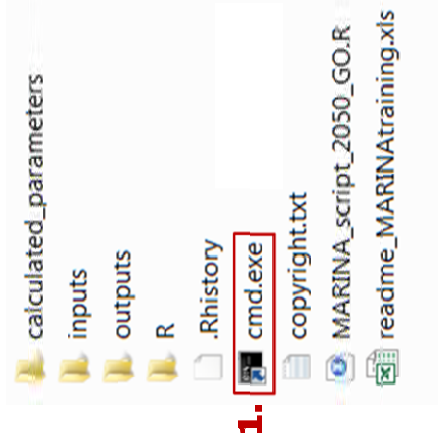 calculated_parameters
inputs
outputs
R
.Rhistory
1. cmd.exe
copyright.txt
MARINA_script_2050_GO.R
readme_MARINAtraining.xls